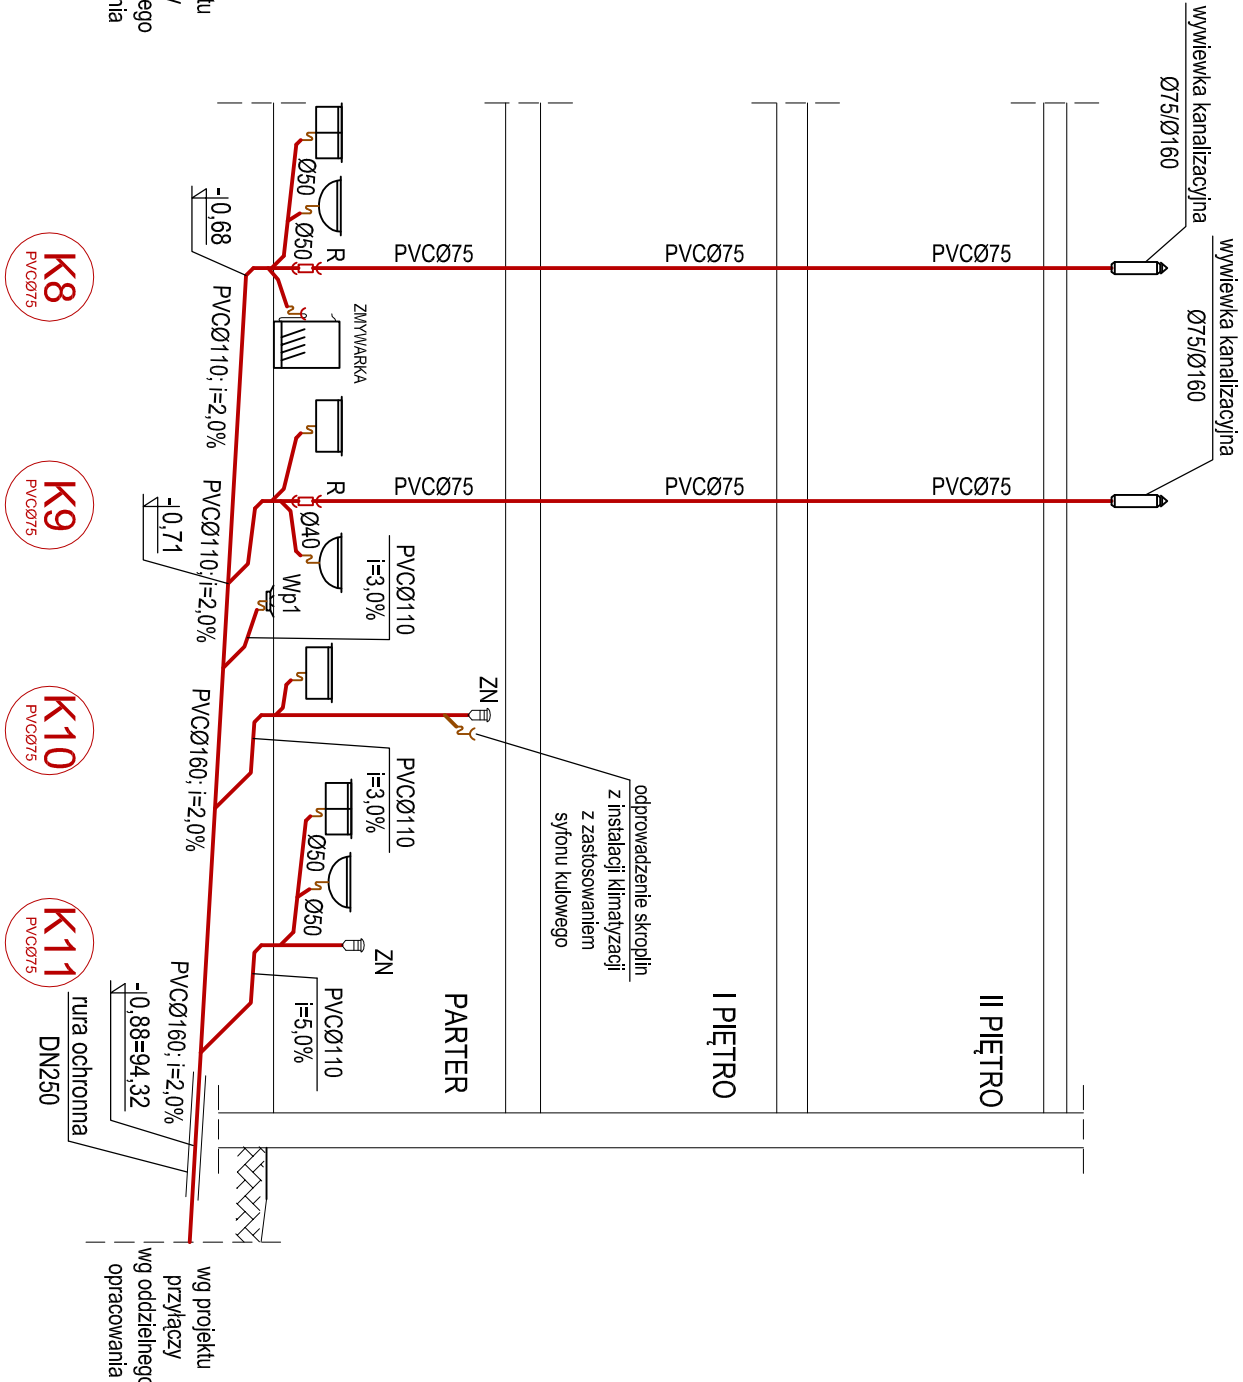 wywiewka kanalizacyjna
Ø75/Ø160
wywiewka kanalizacyjna
Ø75/Ø160
PVCØ75
PVCØ75
PVCØ75
PVCØ75
PVCØ75
PVCØ75
II PIĘTRO
I PIĘTRO
PARTER
odprowadzenie skroplin
z instalacji klimatyzacji
z zastosowaniem
syfonu kulowego
ZN
ZN
R
R
Ø50
Ø50
ZMYWARKA
Ø40
Wp1
PVCØ110
i=3,0%
PVCØ110
i=3,0%
Ø50
Ø50
PVCØ110
i=5,0%
-0,68
PVCØ110; i=2,0%
-0,71
PVCØ110; i=2,0%
PVCØ160; i=2,0%
PVCØ160; i=2,0%
-0,88=94,32
rura ochronna
DN250
K8
PVCØ75
K9
PVCØ75
K10
PVCØ75
K11
PVCØ75
wg projektu
przyłączy
wg oddzielnego
opracowania
tu
y
ego
nia